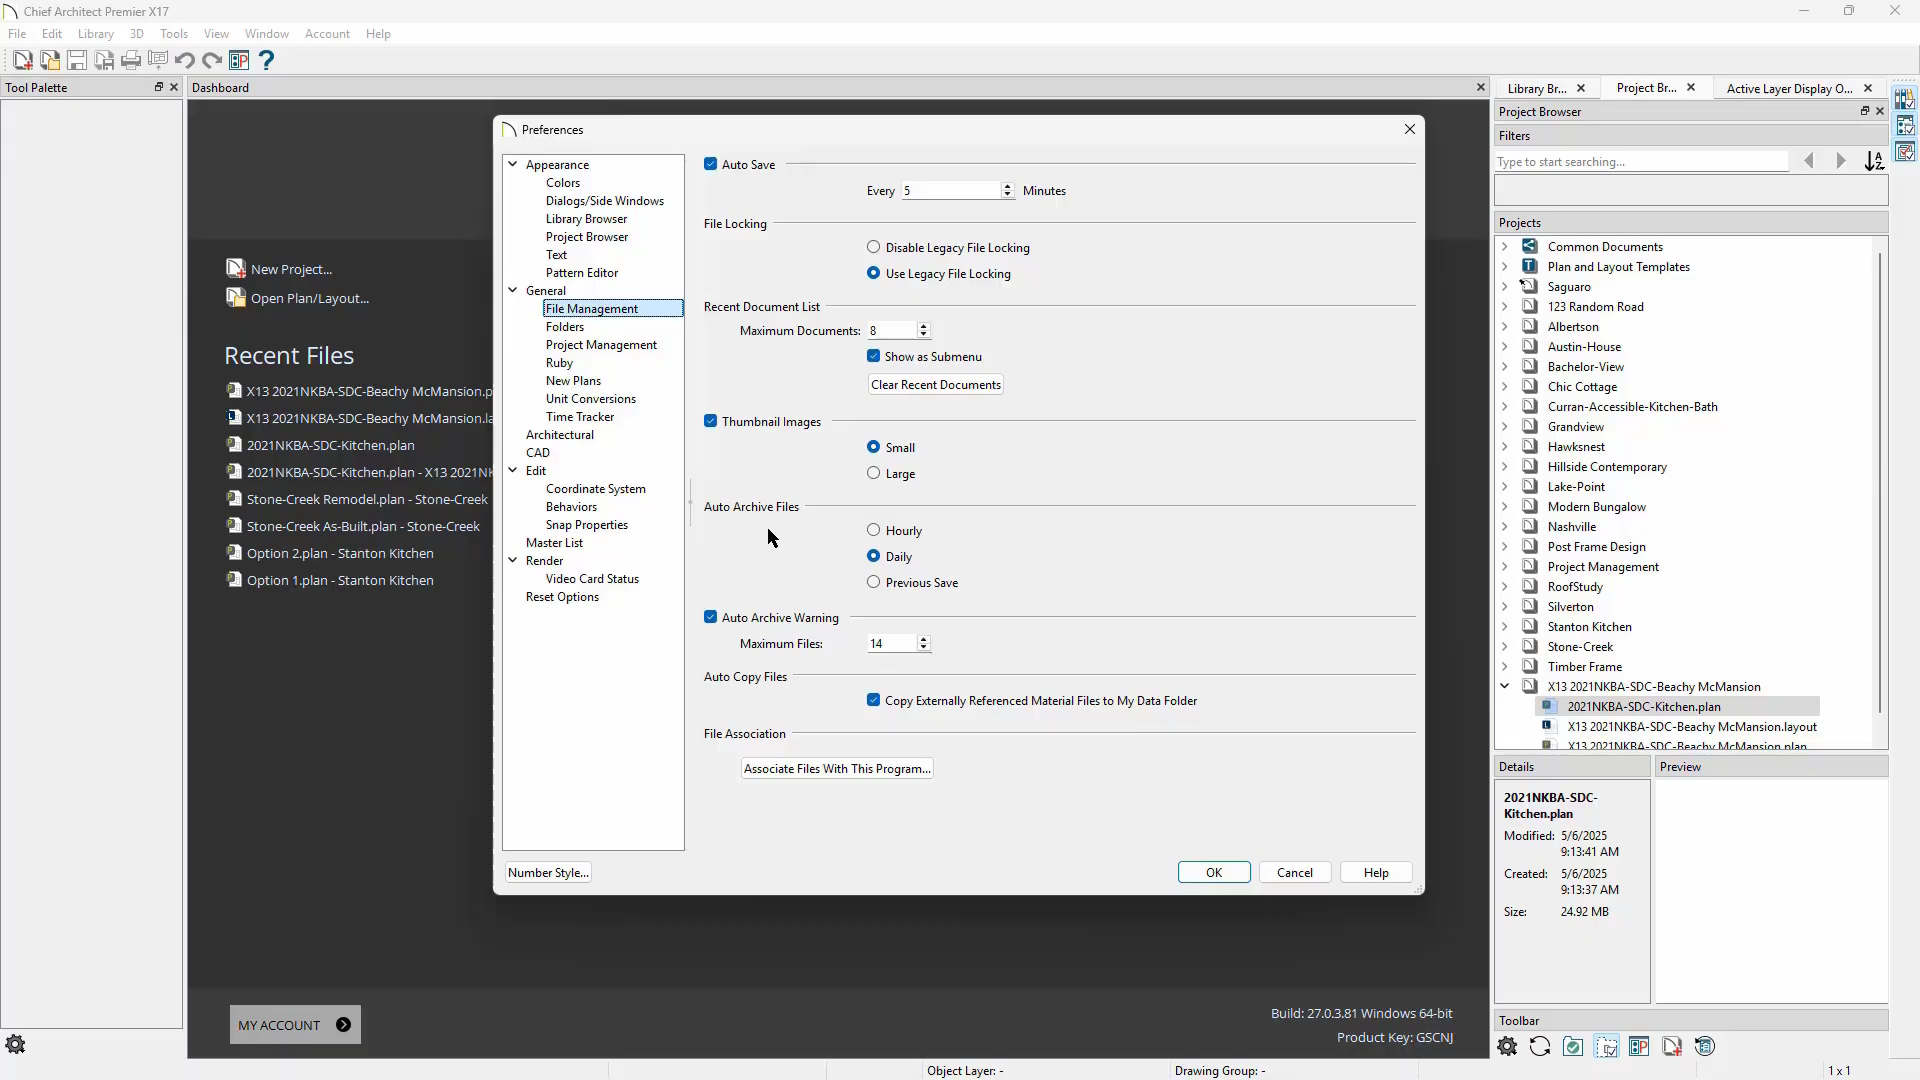 Chief Architect Premier X17
File Edit Library 3D Tools View Window Account Help
Tool Palette
Dashboard
Library Br...
Project Br...
Active Layer Display O...
New Project...
Open Plan/Layout...
Recent Files
X13 2021NKBA-SDC-Beachy McMansion.p
X13 2021NKBA-SDC-Beachy McMansion.la
2021NKBA-SDC-Kitchen.plan
2021NKBA-SDC-Kitchen.plan - X13 2021N
Stone-Creek Remodel.plan - Stone-Creek
Stone-Creek As-Built.plan - Stone-Creek
Option 2.plan - Stanton Kitchen
Option 1.plan - Stanton Kitchen
MY ACCOUNT
Preferences
Appearance
Colors
Dialogs/Side Windows
Library Browser
Project Browser
Text
Pattern Editor
General
File Management
Folders
Project Management
Ruby
New Plans
Unit Conversions
Time Tracker
Architectural
CAD
Edit
Coordinate System
Behaviors
Snap Properties
Master List
Render
Video Card Status
Reset Options
Auto Save
Every 5 Minutes
File Locking
Disable Legacy File Locking
Use Legacy File Locking
Recent Document List
Maximum Documents: 8
Show as Submenu
Clear Recent Documents
Thumbnail Images
Small
Large
Auto Archive Files
Hourly
Daily
Previous Save
Auto Archive Warning
Maximum Files: 14
Auto Copy Files
Copy Externally Referenced Material Files to My Data Folder
File Association
Associate Files With This Program...
Number Style...
OK
Cancel
Help
Build: 27.0.3.81 Windows 64-bit
Product Key: GSCNJ
Project Browser
Filters
Type to start searching...
Projects
Common Documents
Plan and Layout Templates
Saguaro
123 Random Road
Albertson
Austin-House
Bachelor-View
Chic Cottage
Curran-Accessible-Kitchen-Bath
Grandview
Hawksnest
Hillside Contemporary
Lake-Point
Modern Bungalow
Nashville
Post Frame Design
Project Management
RoofStudy
Silverton
Stanton Kitchen
Stone-Creek
Timber Frame
X13 2021NKBA-SDC-Beachy McMansion
2021NKBA-SDC-Kitchen.plan
X13 2021NKBA-SDC-Beachy McMansion.layout
X13 2021NKBA-SDC-Beachy McMansion.plan
Details
2021NKBA-SDC-
Kitchen.plan
Modified: 5/6/2025
9:13:41 AM
Created: 5/6/2025
9:13:37 AM
Size: 24.92 MB
Preview
Toolbar
Object Layer: -
Drawing Group: -
1 x 1